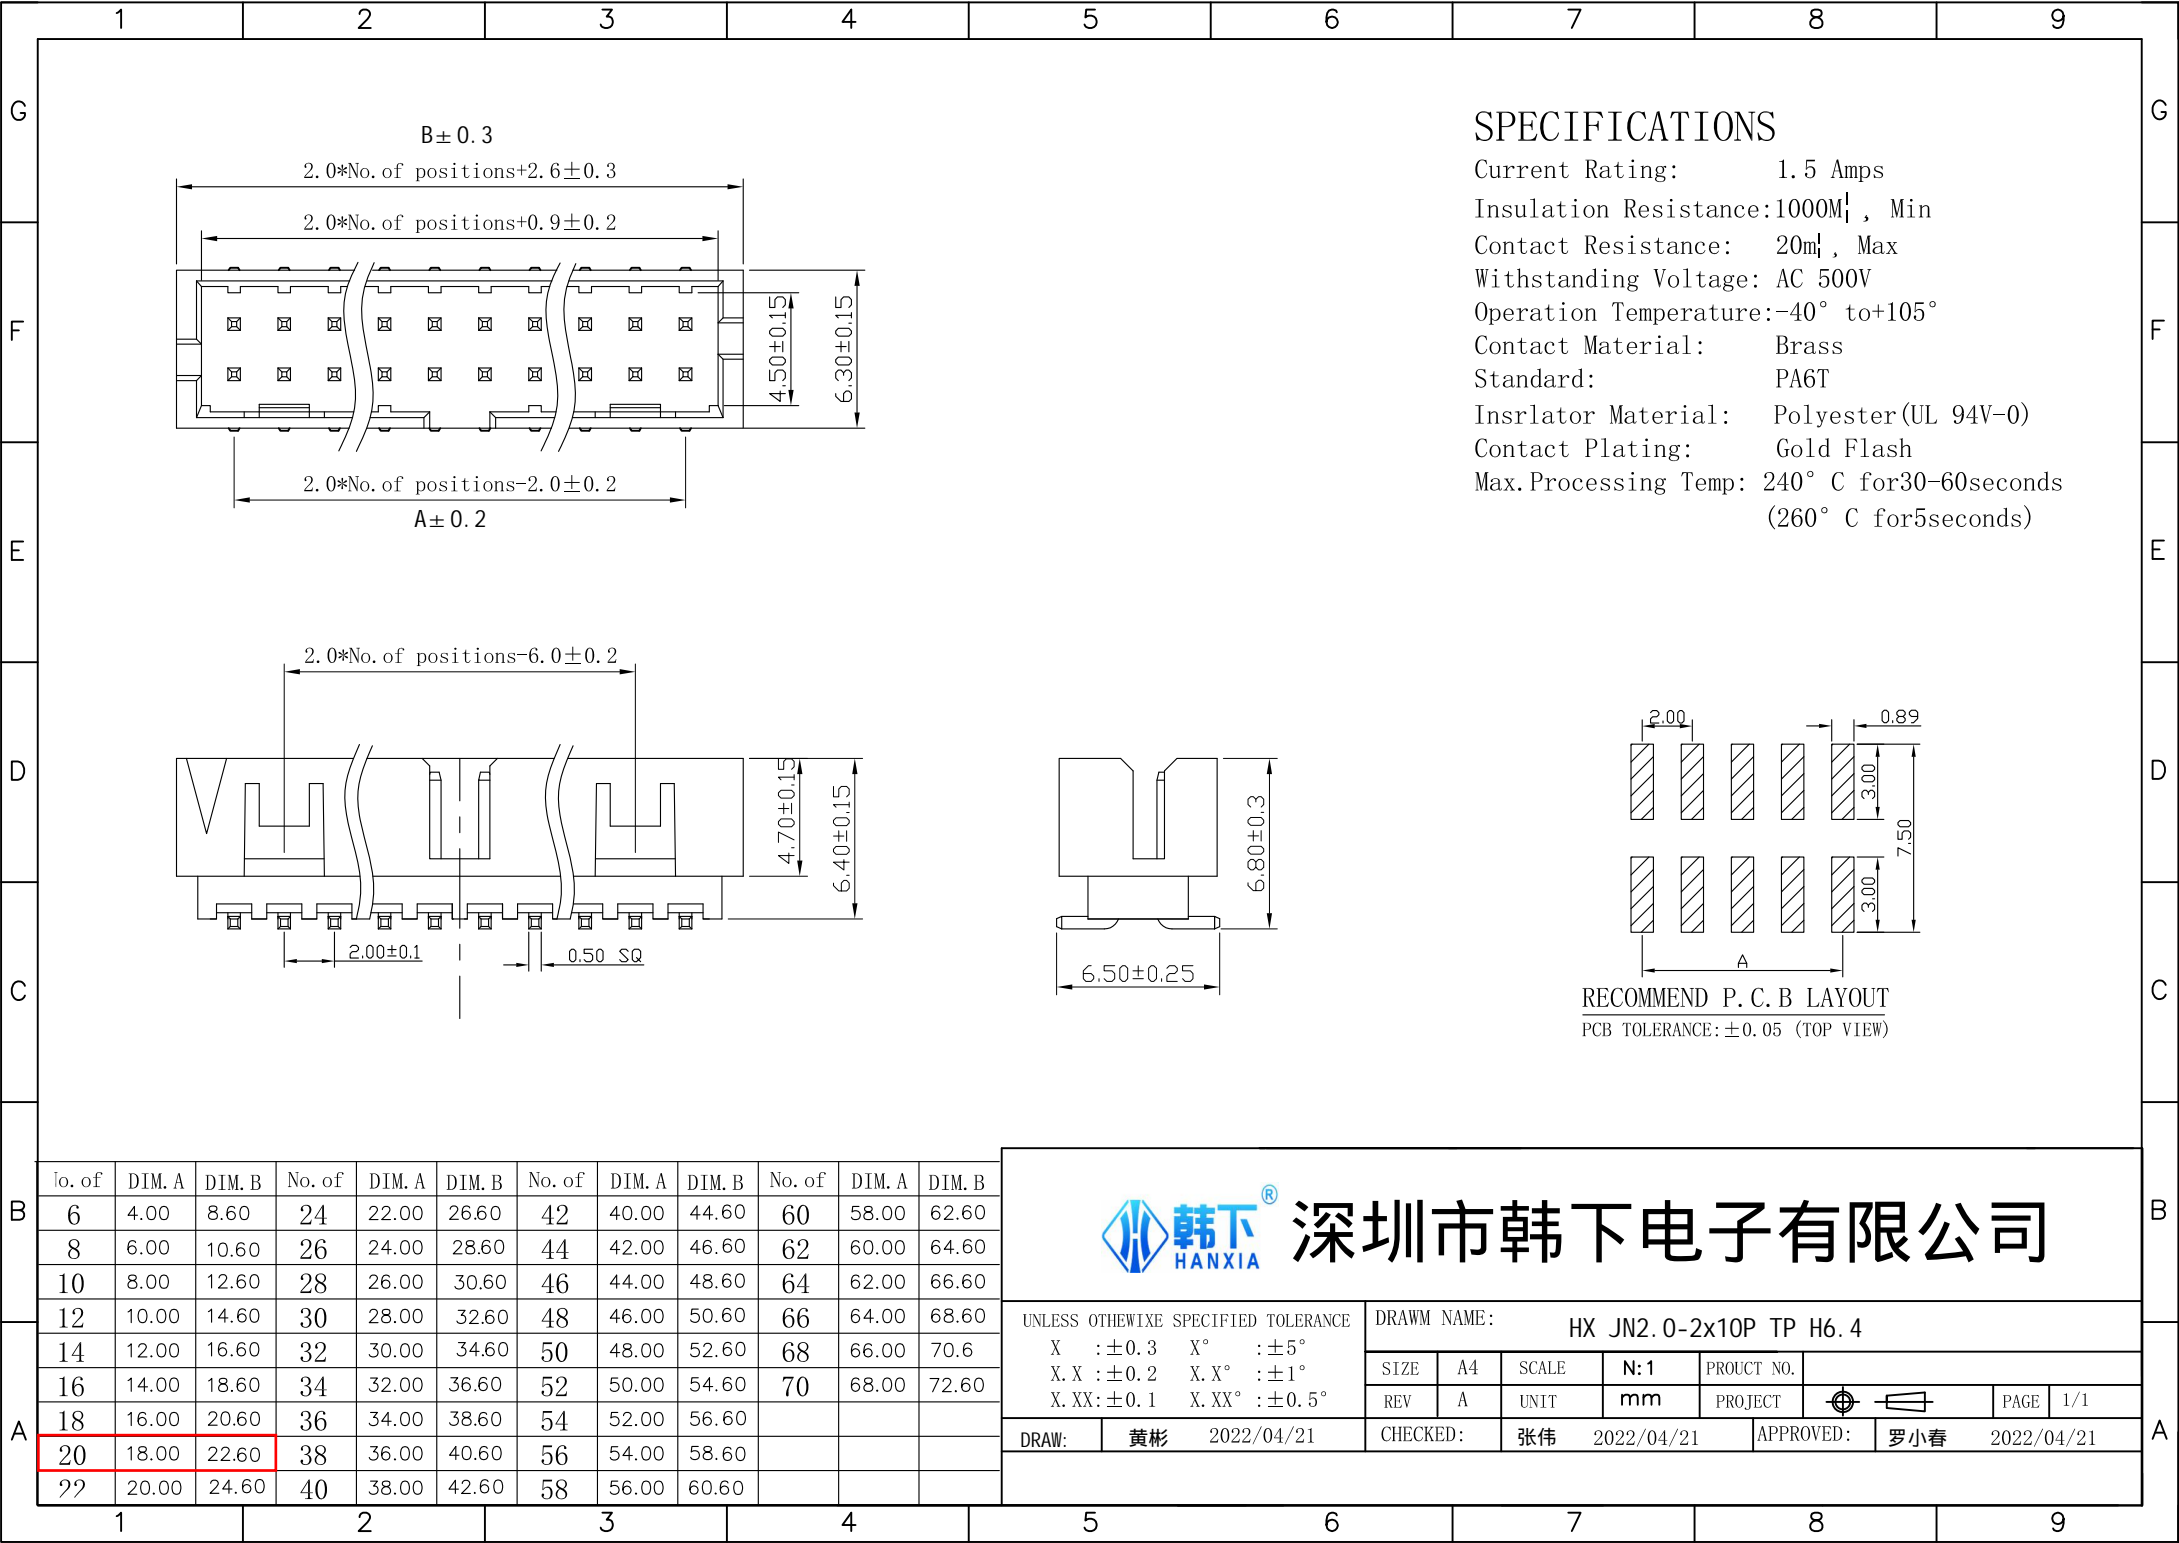 1 2 3 4 5 6 7 8 9
G G
F F
E E
D D
C C
B B
A A
B±0.3
2.0*No.of positions+2.6±0.3
2.0*No.of positions+0.9±0.2
4.50±0.15
6.30±0.15
2.0*No.of positions-2.0±0.2
A±0.2
SPECIFICATIONS
Current Rating: 1.5 Amps
Insulation Resistance:1000M¦, Min
Contact Resistance: 20m¦, Max
Withstanding Voltage: AC 500V
Operation Temperature:-40° to+105°
Contact Material: Brass
Standard: PA6T
Insrlator Material: Polyester(UL 94V-0)
Contact Plating: Gold Flash
Max.Processing Temp: 240° C for30-60seconds
(260° C for5seconds)
2.0*No.of positions-6.0±0.2
4.70±0.15
6.40±0.15
2.00±0.1
0.50 SQ
6.80±0.3
6.50±0.25
2.00
0.89
3.00
7.50
3.00
A
RECOMMEND P.C.B LAYOUT
PCB TOLERANCE:±0.05 (TOP VIEW)
No.of DIM.A DIM.B No.of DIM.A DIM.B No.of DIM.A DIM.B No.of DIM.A DIM.B
6 4.00 8.60 24 22.00 26.60 42 40.00 44.60 60 58.00 62.60
8 6.00 10.60 26 24.00 28.60 44 42.00 46.60 62 60.00 64.60
10 8.00 12.60 28 26.00 30.60 46 44.00 48.60 64 62.00 66.60
12 10.00 14.60 30 28.00 32.60 48 46.00 50.60 66 64.00 68.60
14 12.00 16.60 32 30.00 34.60 50 48.00 52.60 68 66.00 70.6
16 14.00 18.60 34 32.00 36.60 52 50.00 54.60 70 68.00 72.60
18 16.00 20.60 36 34.00 38.60 54 52.00 56.60
20 18.00 22.60 38 36.00 40.60 56 54.00 58.60
22 20.00 24.60 40 38.00 42.60 58 56.00 60.60
韩下® HANXIA
深圳市韩下电子有限公司
UNLESS OTHEWIXE SPECIFIED TOLERANCE
X :±0.3 X° :±5°
X.X :±0.2 X.X° :±1°
X.XX:±0.1 X.XX° :±0.5°
DRAWM NAME: HX JN2.0-2x10P TP H6.4
SIZE A4 SCALE N:1 PROUCT NO.
REV A UNIT mm PROJECT PAGE 1/1
DRAW: 黄彬 2022/04/21 CHECKED: 张伟 2022/04/21 APPROVED: 罗小春 2022/04/21
1 2 3 4 5 6 7 8 9